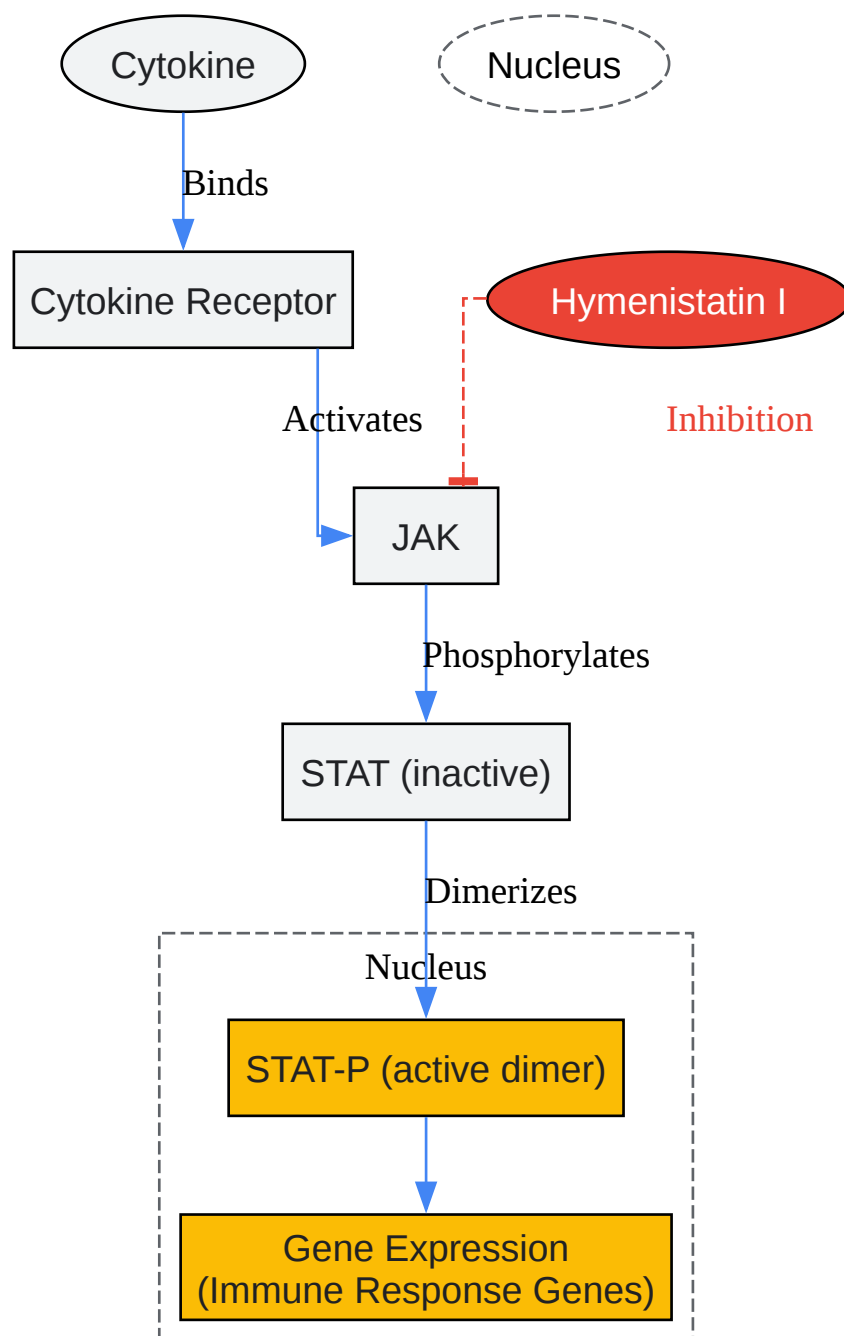 Cytokine
Nucleus
Binds
Cytokine Receptor
Hymenistatin I
Activates
Inhibition
JAK
Phosphorylates
STAT (inactive)
Dimerizes
Nucleus
STAT-P (active dimer)
Gene Expression
(Immune Response Genes)